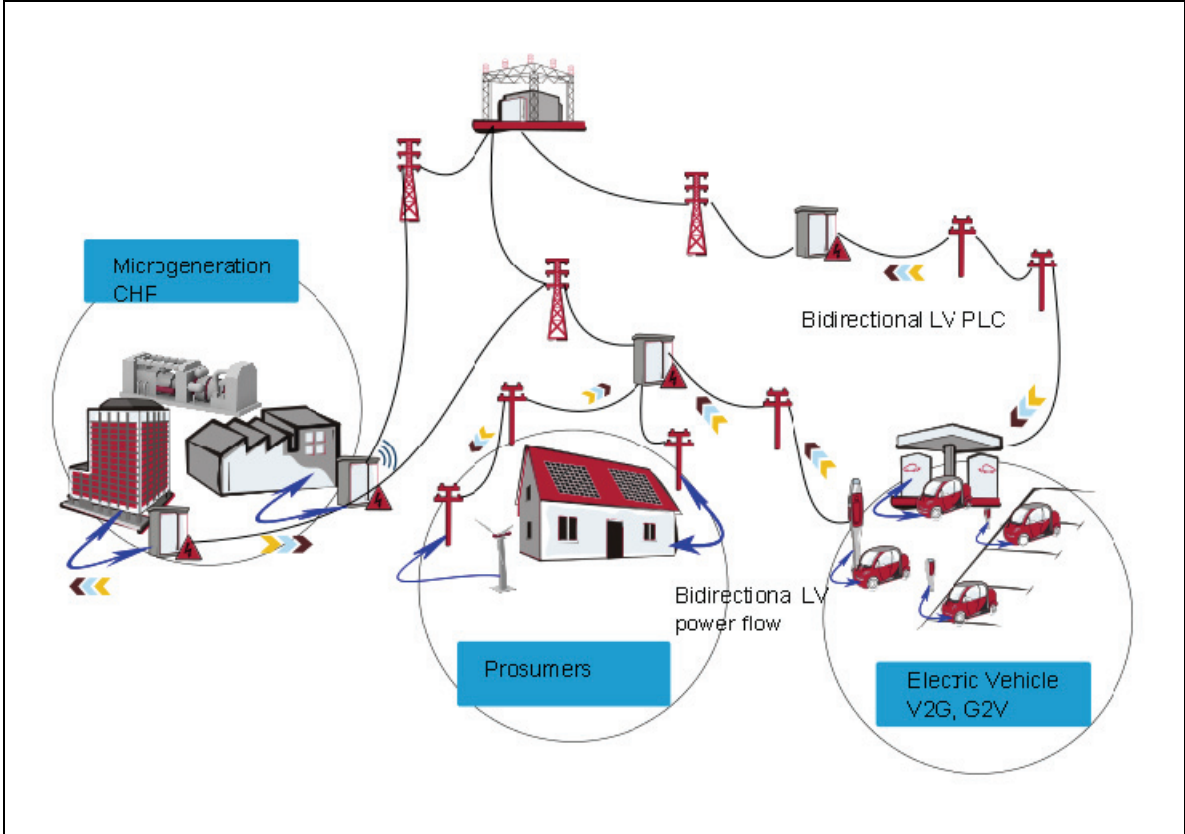 Microgeneration
CHF
Bidirectional LV PLC
Bidirectiona LV
power flow
Prosumers
Electric Vehicle
V2G, G2V